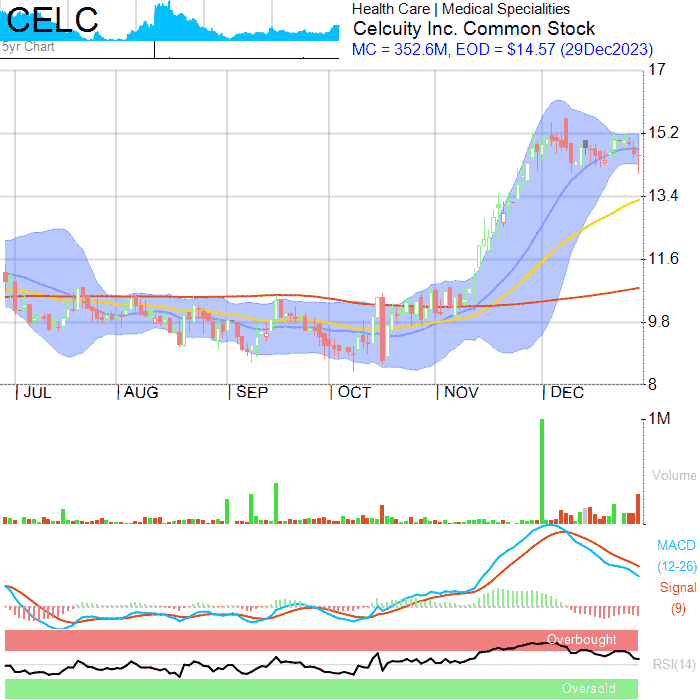 CELC
5yr Chart
Health Care | Medical Specialities
Celcuity Inc. Common Stock
MC = 352.6M, EOD = $14.57 (29Dec2023)
17
15.2
13.4
11.6
9.8
8
JUL AUG SEP OCT NOV DEC
1M
Volume
MACD
(12-26)
Signal
(9)
Overbought
RSI(14)
Oversold